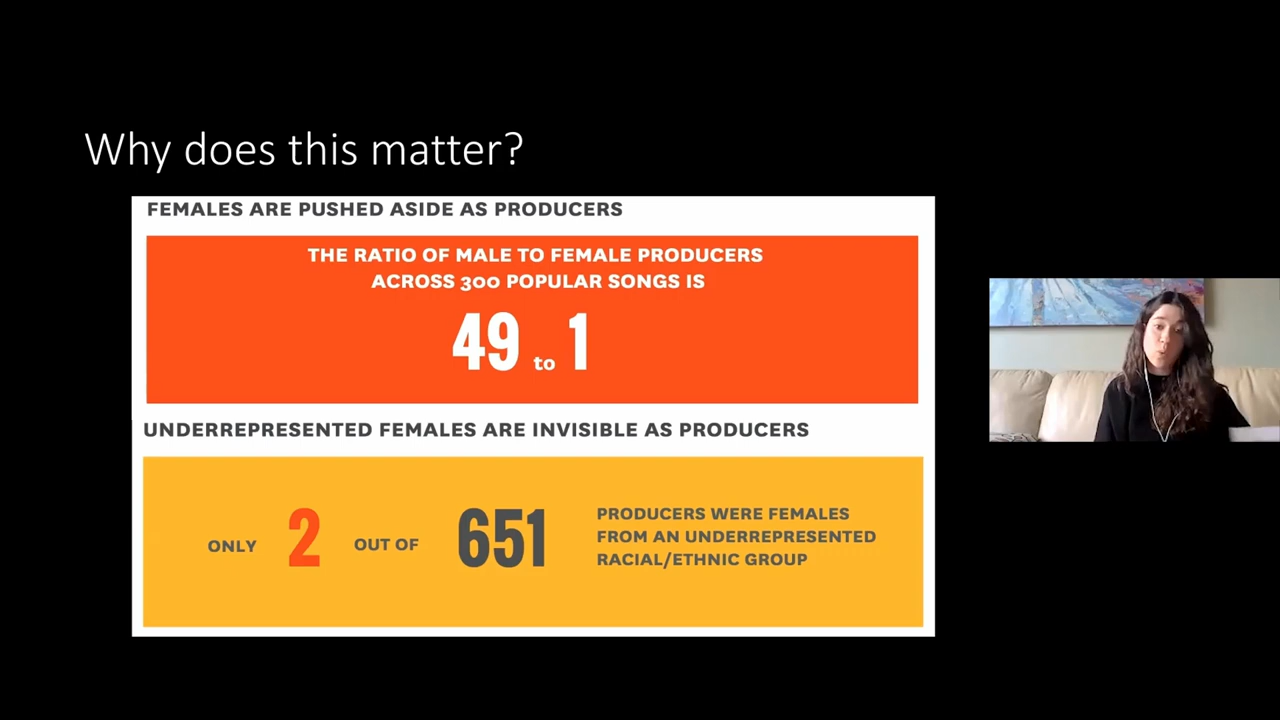 Why does this matter?
FEMALES ARE PUSHED ASIDE AS PRODUCERS
THE RATIO OF MALE TO FEMALE PRODUCERS
ACROSS 300 POPULAR SONGS IS
49 to 1
UNDERREPRESENTED FEMALES ARE INVISIBLE AS PRODUCERS
ONLY 2 OUT OF 651
PRODUCERS WERE FEMALES
FROM AN UNDERREPRESENTED
RACIAL/ETHNIC GROUP